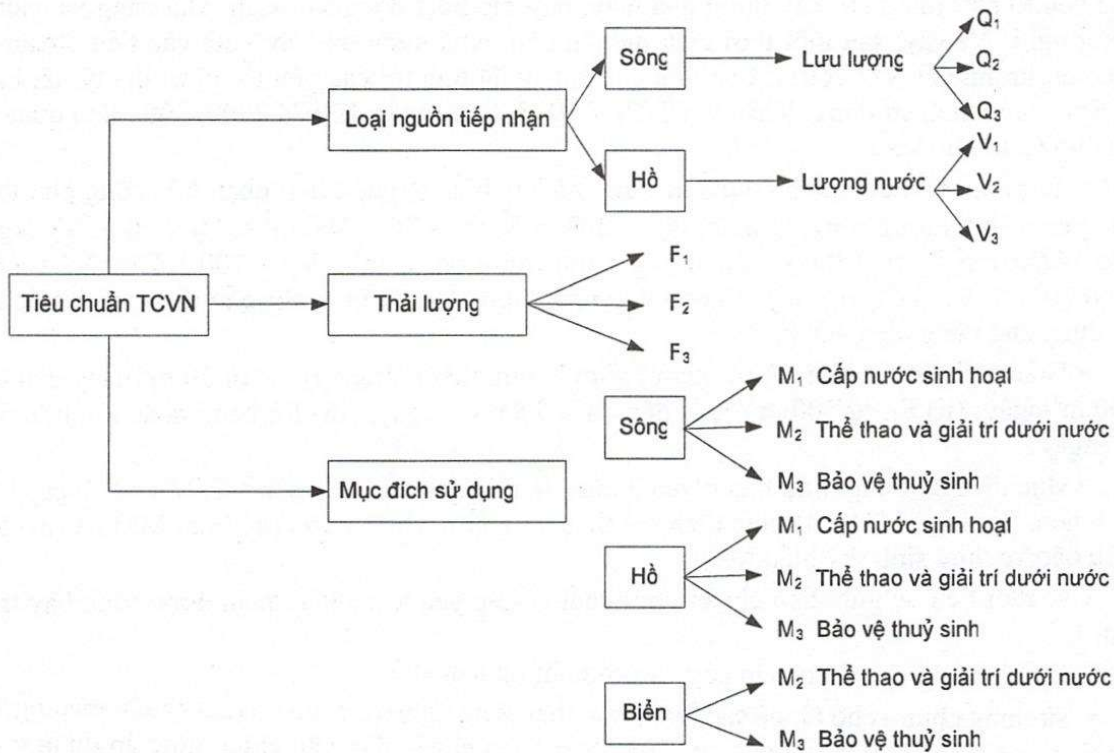 Q₁
Sông
Lưu lượng
Q₂
Q₃
Loại nguồn tiếp nhận
V₁
Hồ
Lượng nước
V₂
V₃
F₁
Tiêu chuẩn TCVN
Thải lượng
F₂
F₃
M₁ Cấp nước sinh hoạt
Sông
M₂ Thể thao và giải trí dưới nước
M₃ Bảo vệ thuỷ sinh
Mục đích sử dụng
M₁ Cấp nước sinh hoạt
Hồ
M₂ Thể thao và giải trí dưới nước
M₃ Bảo vệ thuỷ sinh
M₂ Thể thao và giải trí dưới nước
Biển
M₃ Bảo vệ thuỷ sinh